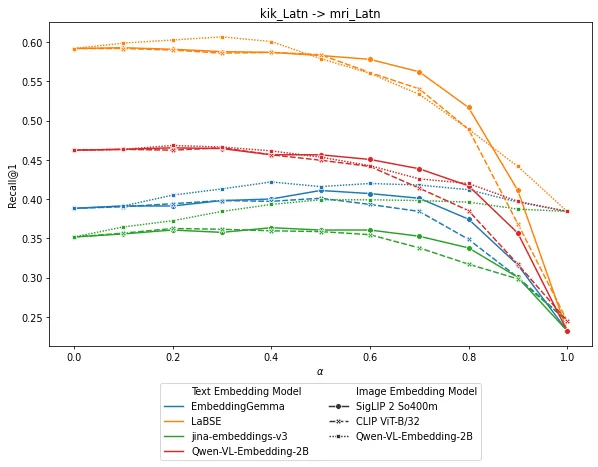 kik_Latn -> mri_Latn
Recall@1
0.60
0.55
0.50
0.45
0.40
0.35
0.30
0.25
0.0 0.2 0.4 0.6 0.8 1.0
α
Text Embedding Model Image Embedding Model
EmbeddingGemma SigLIP 2 So400m
LaBSE CLIP ViT-B/32
jina-embeddings-v3 Qwen-VL-Embedding-2B
Qwen-VL-Embedding-2B